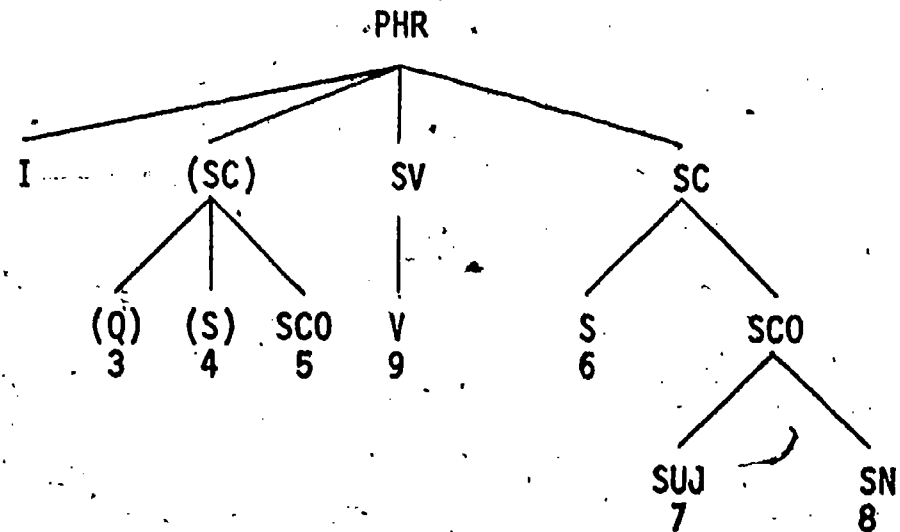 PHR
I (SC) SV SC
(Q) (S) SCO V S SCO
3 4 5 9 6
SUJ SN
7 8